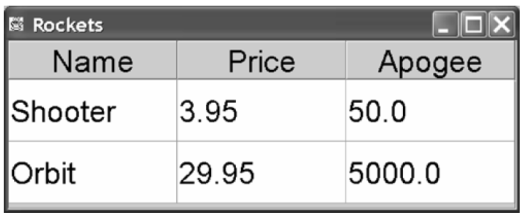 Rockets
Name Price Apogee
Shooter 3.95 50.0
Orbit 29.95 5000.0